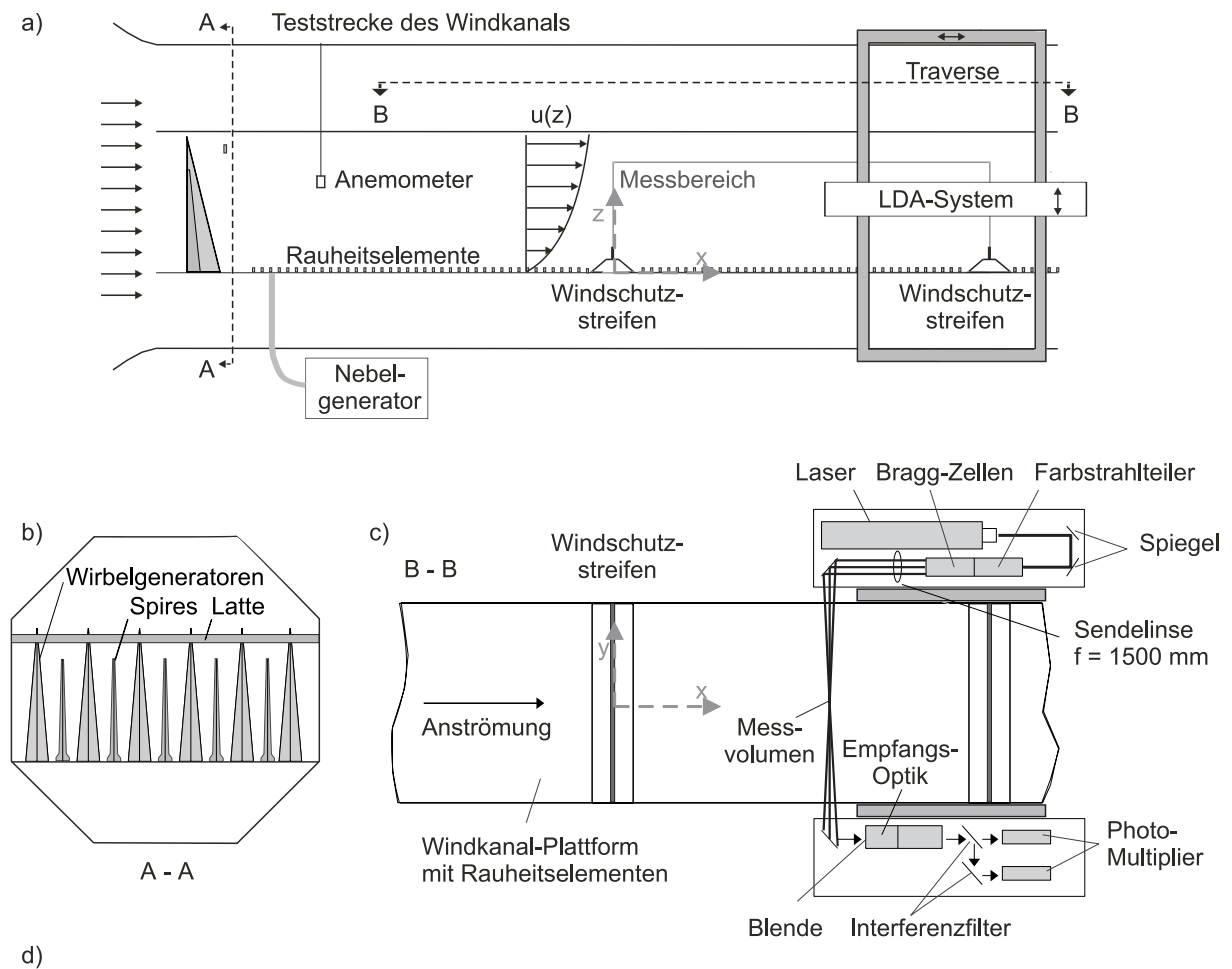 a)
A
Teststrecke des Windkanals
Traverse
B
B
u(z)
Anemometer
Messbereich
LDA-System
z
Rauheitselemente
x
Windschutz-
streifen
Windschutz-
streifen
A
Nebel-
generator
b)
Wirbelgeneratoren
Spires
Latte
A - A
c)
B - B
Windschutz-
streifen
Laser
Bragg-Zellen
Farbstrahlteiler
Spiegel
Sendelinse
f = 1500 mm
y
x
Anströmung
Mess-
volumen
Empfangs-
Optik
Windkanal-Plattform
mit Rauheitselementen
Photo-
Multiplier
Blende
Interferenzfilter
d)